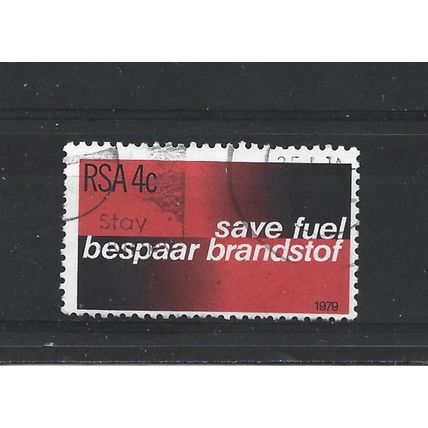 RSA 4c
Stay
save fuel
bespaar brandstof
1979